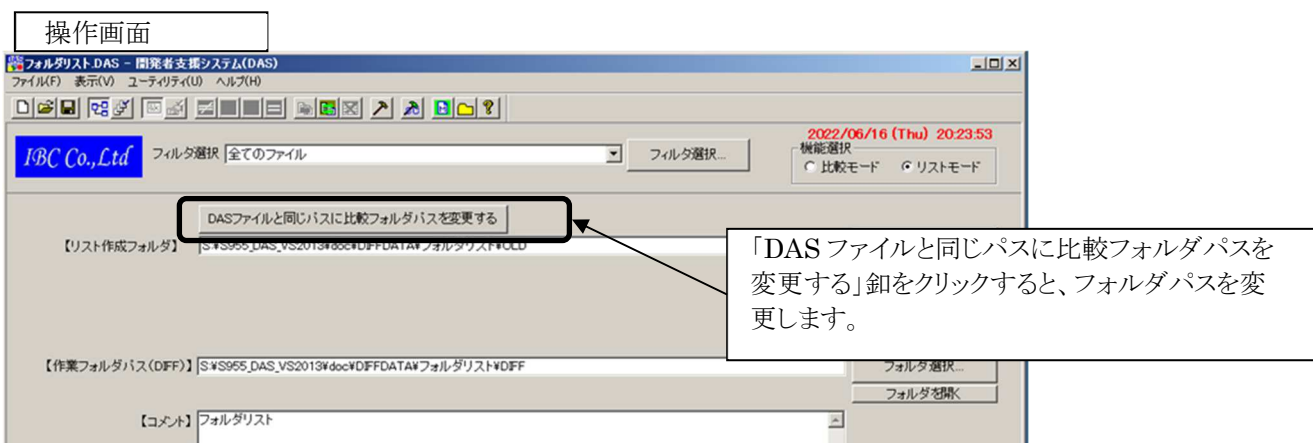 操作画面
フォルダリスト.DAS - 開発者支援システム(DAS)
ファイル(F) 表示(V) ユーティリティ(U) ヘルプ(H)
2022/06/16 (Thu) 20:23:53
IBC Co.,Ltd フィルタ選択 全てのファイル フィルタ選択... 機能選択
比較モード リストモード
DASファイルと同じパスに比較フォルダパスを変更する
【リスト作成フォルダ】 S:¥S955_DAS_VS2013¥doc¥DIFFDATA¥フォルダリスト¥OLD
「DASファイルと同じパスに比較フォルダパスを
変更する」釦をクリックすると、フォルダパスを変
更します。
【作業フォルダパス(DIFF)】 S:¥S955_DAS_VS2013¥doc¥DIFFDATA¥フォルダリスト¥DIFF フォルダ選択...
フォルダを開く
【コメント】 フォルダリスト